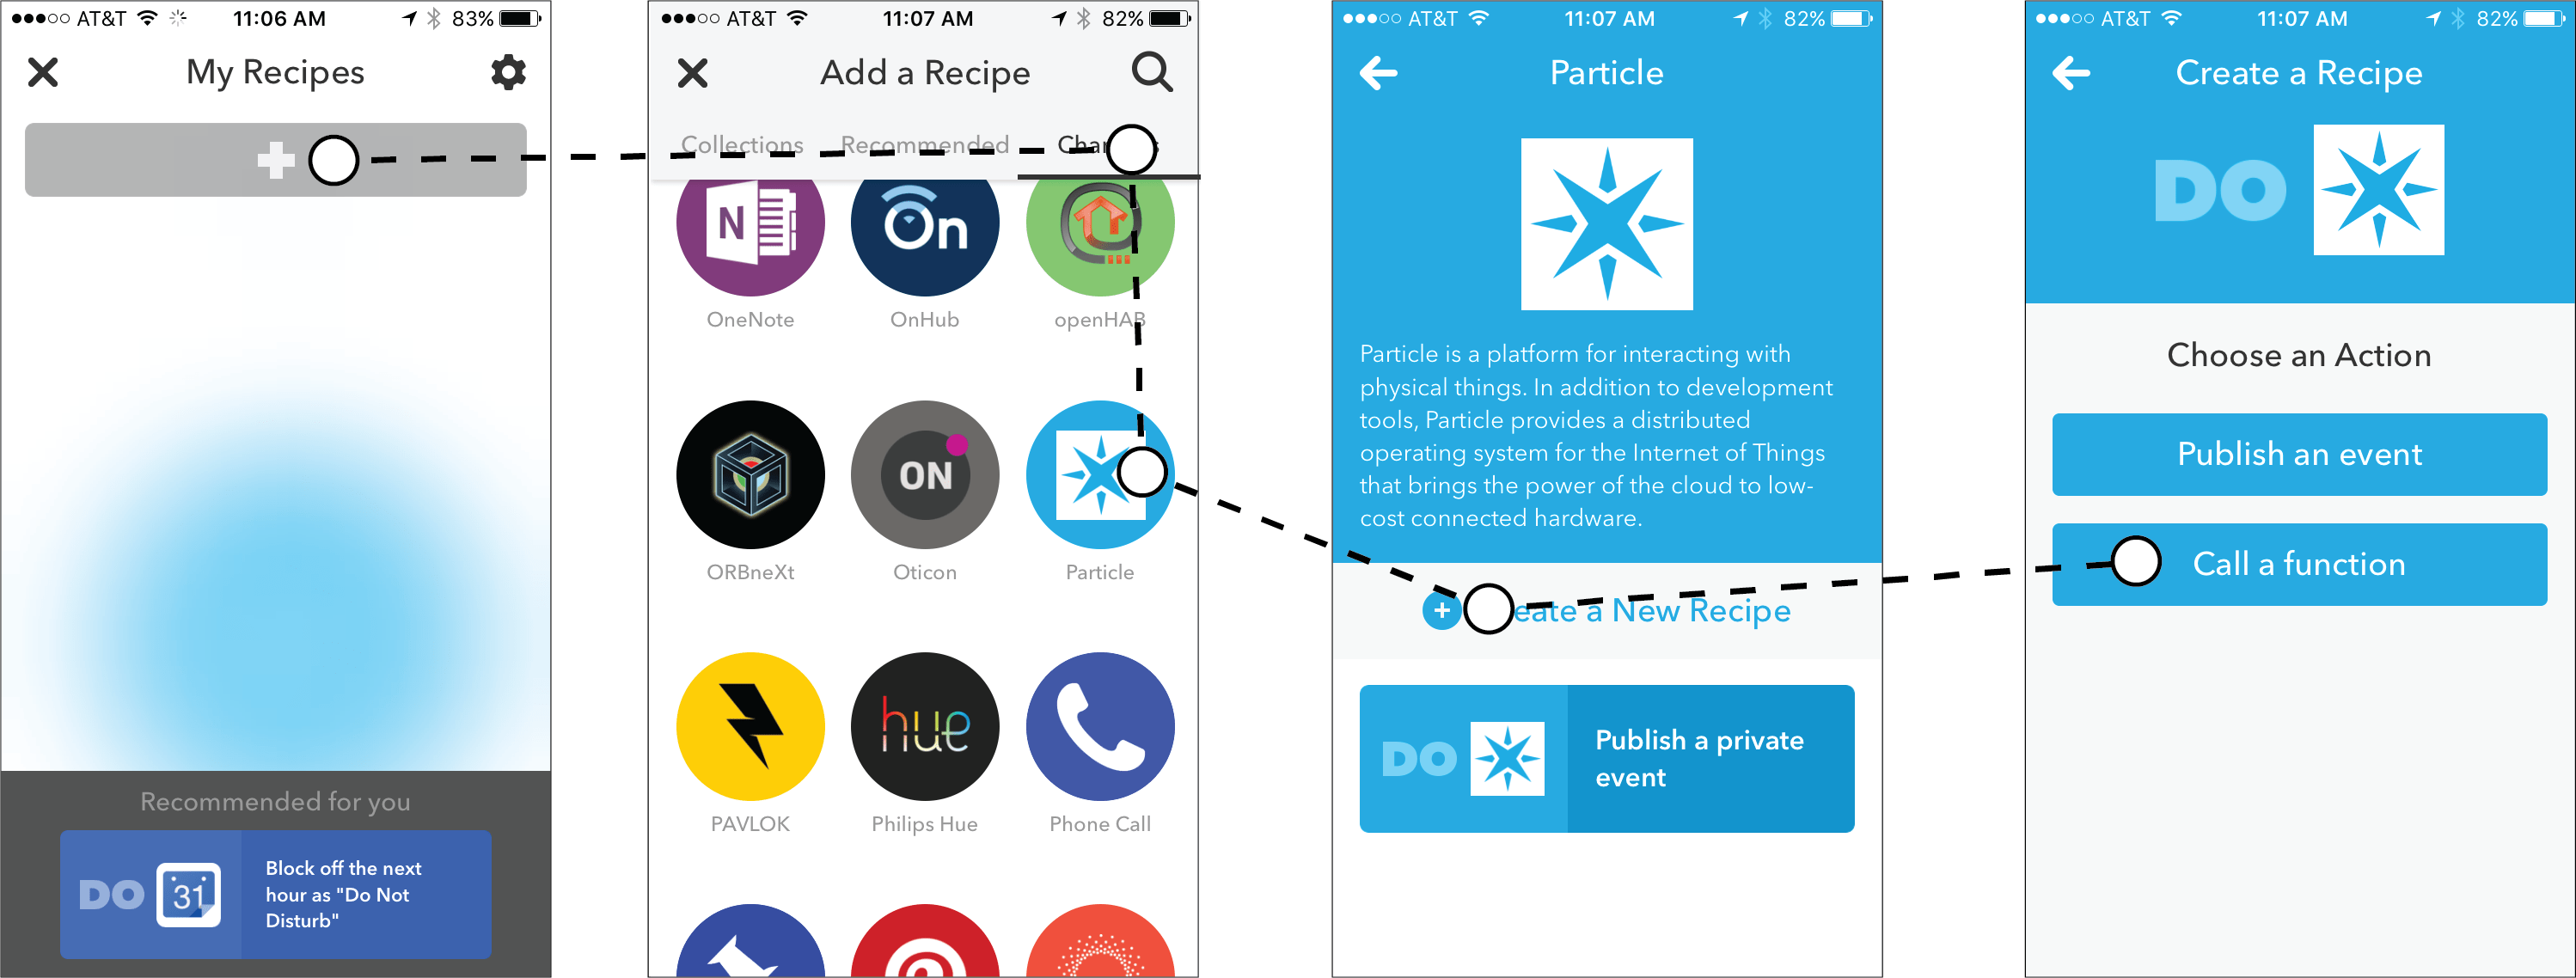 AT&T 11:06 AM 83%
My Recipes
Recommended for you
DO 31
Block off the next
hour as "Do Not
Disturb"
AT&T 11:07 AM 82%
Add a Recipe
Collections Recommended
N On
OneNote OnHub openHAB
ON
ORBneXt Oticon Particle
hue
PAVLOK Philips Hue Phone Call
AT&T 11:07 AM 82%
Particle
Particle is a platform for interacting with
physical things. In addition to development
tools, Particle provides a distributed
operating system for the Internet of Things
that brings the power of the cloud to low-
cost connected hardware.
eate a New Recipe
DO
Publish a private
event
AT&T 11:07 AM 82%
Create a Recipe
DO
Choose an Action
Publish an event
Call a function